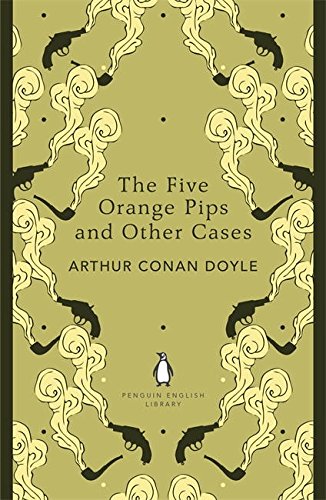 The Five
Orange Pips
and Other Cases
ARTHUR CONAN DOYLE
PENGUIN ENGLISH
LIBRARY